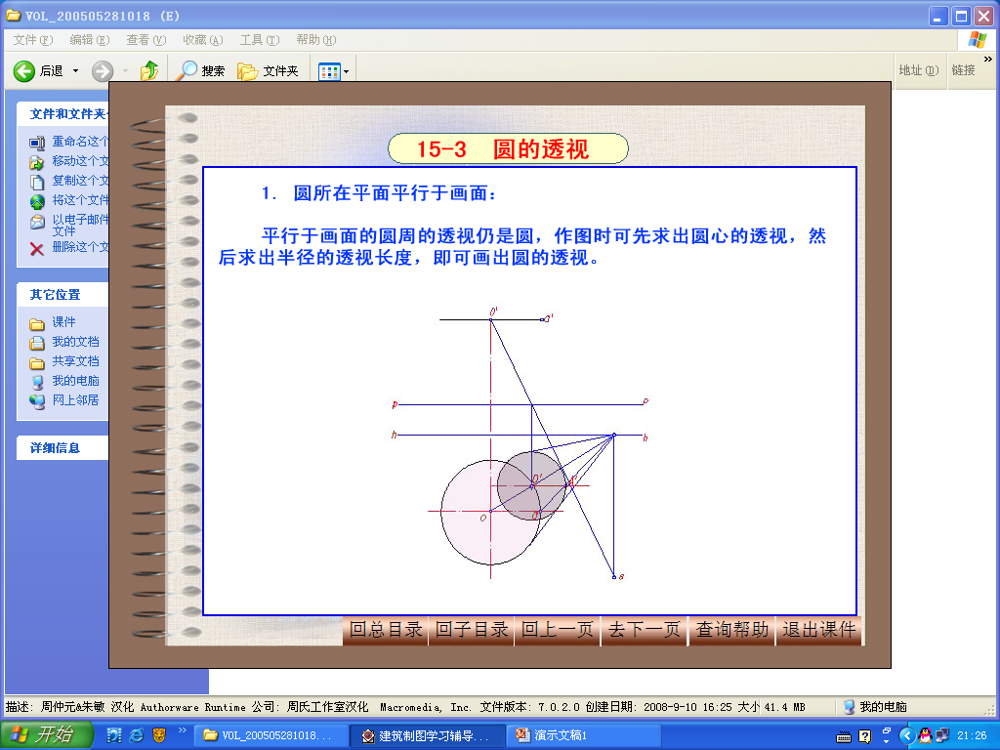 VOL_200505281018 (E)
文件(F) 编辑(E) 查看(V) 收藏(A) 工具(T) 帮助(H)
后退 搜索 文件夹 地址(D) 链接
文件和文件夹
重命名这个
移动这个文
复制这个文
将这个文件
以电子邮件
文件
删除这个文
其它位置
课件
我的文档
共享文档
我的电脑
网上邻居
详细信息
15-3 圆的透视
1. 圆所在平面平行于画面:
平行于画面的圆周的透视仍是圆，作图时可先求出圆心的透视，然
后求出半径的透视长度，即可画出圆的透视。
p p
h h
o
s
回总目录 回子目录 回上一页 去下一页 查询帮助 退出课件
描述: 周仲元&朱敏 汉化 Authorware Runtime 公司: 周氏工作室汉化 Macromedia, Inc. 文件版本: 7.0.2.0 创建日期: 2008-9-10 16:25 大小 41.4 MB 我的电脑
开始 VOL_200505281018... 建筑制图学习辅导... 演示文稿1 21:26